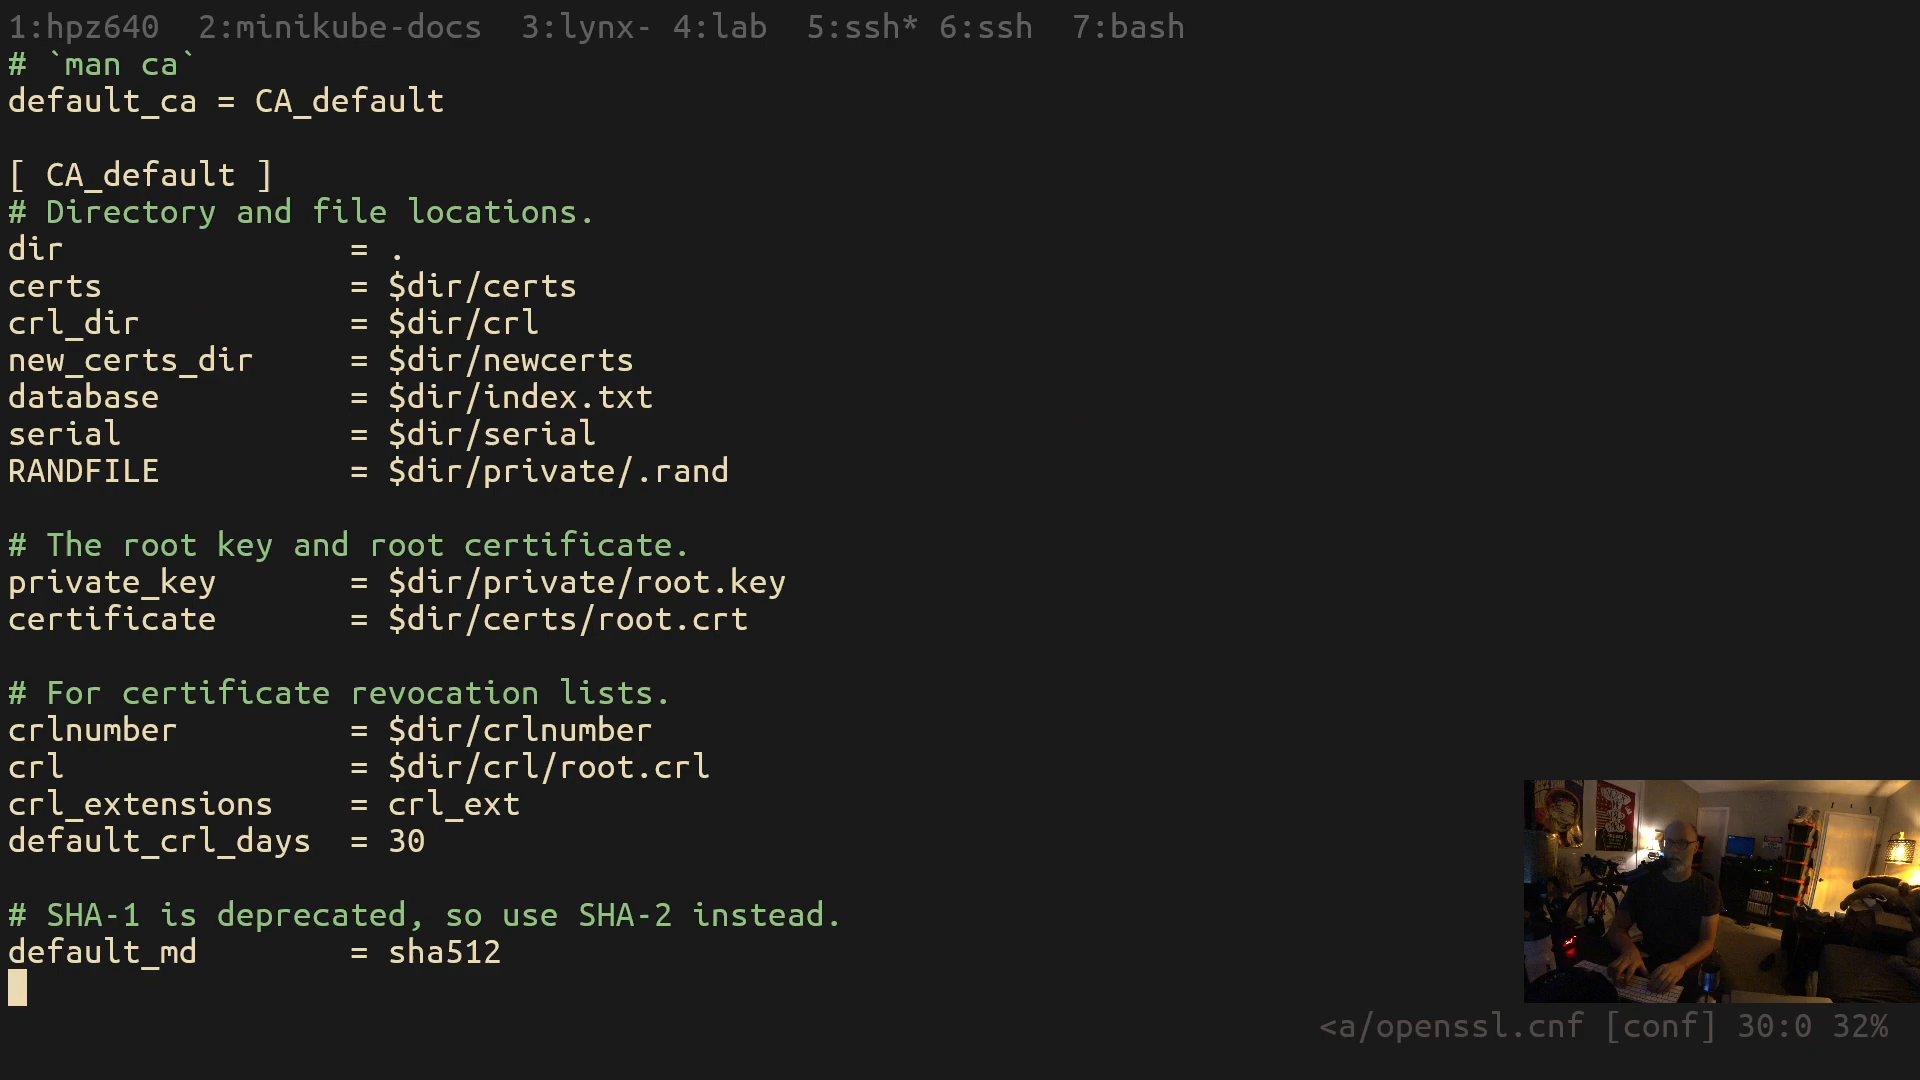 1:hpz640  2:minikube-docs  3:lynx- 4:lab  5:ssh* 6:ssh  7:bash
# `man ca`
default_ca = CA_default
[ CA_default ]
# Directory and file locations.
dir               = .
certs             = $dir/certs
crl_dir           = $dir/crl
new_certs_dir     = $dir/newcerts
database          = $dir/index.txt
serial            = $dir/serial
RANDFILE          = $dir/private/.rand
# The root key and root certificate.
private_key       = $dir/private/root.key
certificate       = $dir/certs/root.crt
# For certificate revocation lists.
crlnumber         = $dir/crlnumber
crl               = $dir/crl/root.crl
crl_extensions    = crl_ext
default_crl_days  = 30
# SHA-1 is deprecated, so use SHA-2 instead.
default_md        = sha512
<a/openssl.cnf [conf] 30:0 32%